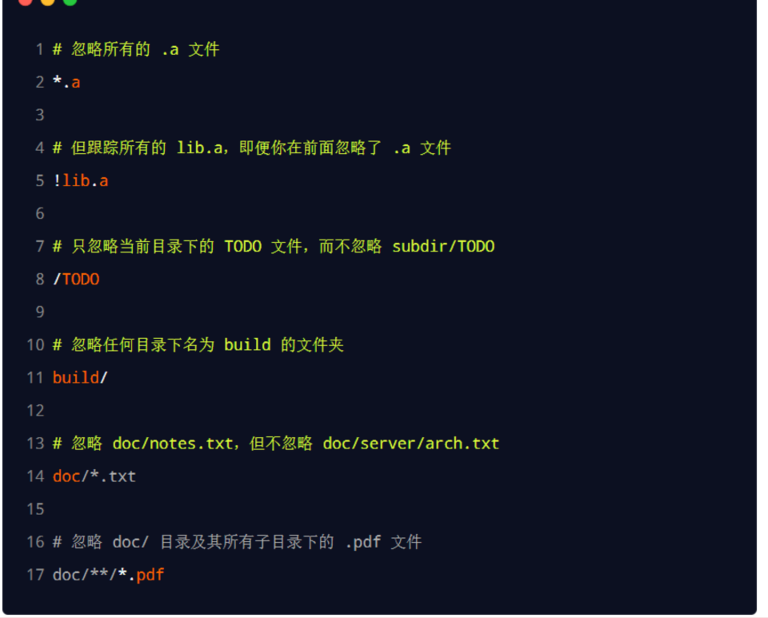 1 # 忽略所有的 .a 文件
2 *.a
3
4 # 但跟踪所有的 lib.a，即便你在前面忽略了 .a 文件
5 !lib.a
6
7 # 只忽略当前目录下的 TODO 文件，而不忽略 subdir/TODO
8 /TODO
9
10 # 忽略任何目录下名为 build 的文件夹
11 build/
12
13 # 忽略 doc/notes.txt，但不忽略 doc/server/arch.txt
14 doc/*.txt
15
16 # 忽略 doc/ 目录及其所有子目录下的 .pdf 文件
17 doc/**/*.pdf